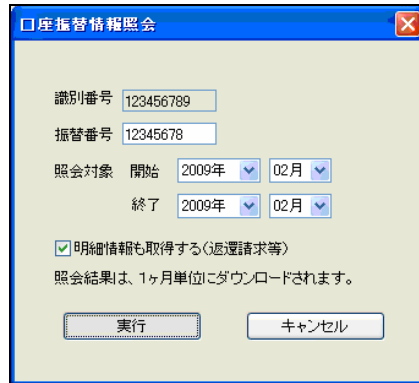 口座振替情報照会
識別番号 123456789
振替番号 12345678
照会対象 開始 2009年 02月
終了 2009年 02月
明細情報も取得する(返還請求等)
照会結果は、1ヶ月単位にダウンロードされます。
実行 キャンセル